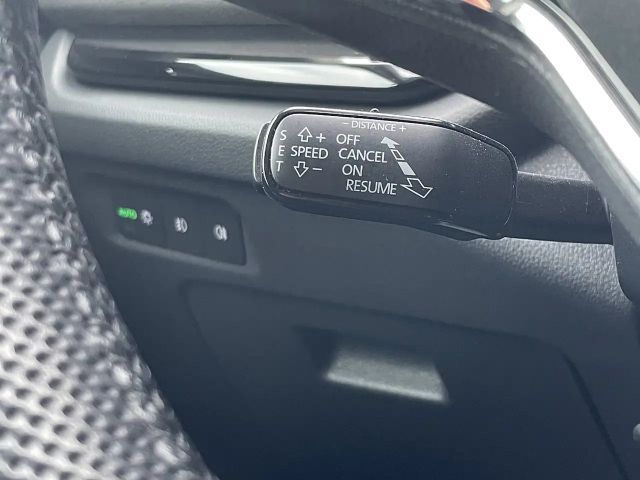 - DISTANCE +
S + OFF
E SPEED CANCEL
T - ON
RESUME
AUTO